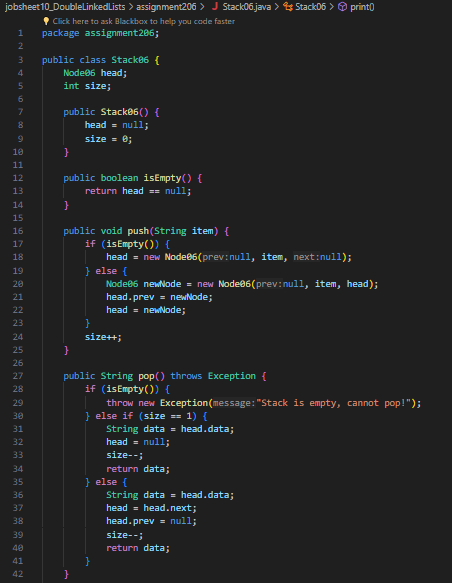 jobsheet10_DoubleLinkedLists > assignment206 > J Stack06.java > Stack06 > print()
Click here to ask Blackbox to help you code faster
1 package assignment206;
2
3 public class Stack06 {
4 Node06 head;
5 int size;
6
7 public Stack06() {
8 head = null;
9 size = 0;
10 }
11
12 public boolean isEmpty() {
13 return head == null;
14 }
15
16 public void push(String item) {
17 if (isEmpty()) {
18 head = new Node06(prev:null, item, next:null);
19 } else {
20 Node06 newNode = new Node06(prev:null, item, head);
21 head.prev = newNode;
22 head = newNode;
23 }
24 size++;
25 }
26
27 public String pop() throws Exception {
28 if (isEmpty()) {
29 throw new Exception(message:"Stack is empty, cannot pop!");
30 } else if (size == 1) {
31 String data = head.data;
32 head = null;
33 size--;
34 return data;
35 } else {
36 String data = head.data;
37 head = head.next;
38 head.prev = null;
39 size--;
40 return data;
41 }
42 }